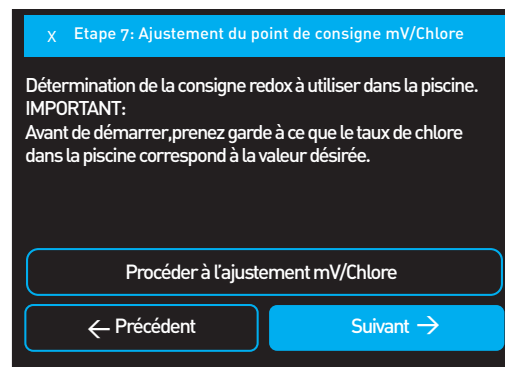 X Etape 7: Ajustement du point de consigne mV/Chlore
Détermination de la consigne redox à utiliser dans la piscine.
IMPORTANT:
Avant de démarrer,prenez garde à ce que le taux de chlore
dans la piscine correspond à la valeur désirée.
Procéder à l'ajustement mV/Chlore
← Précédent
Suivant →